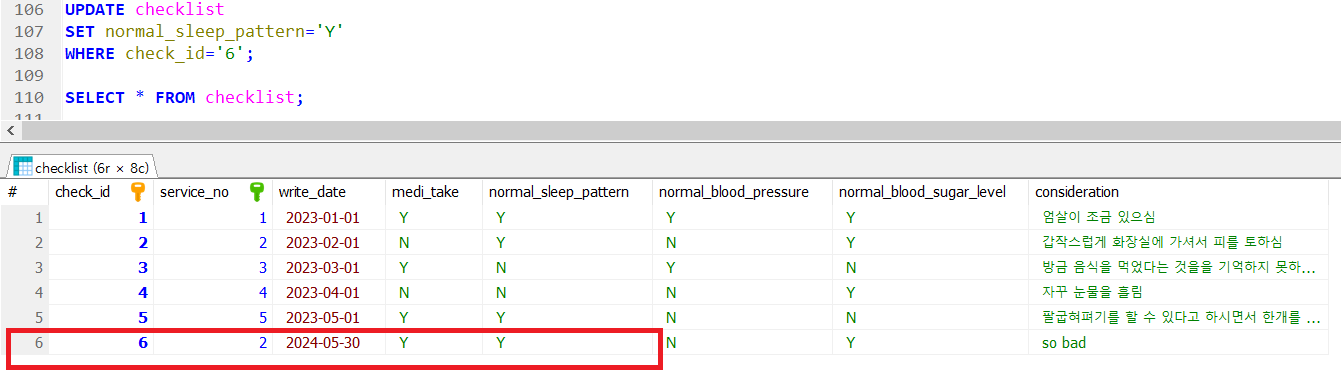 106 UPDATE checklist
107 SET normal_sleep_pattern='Y'
108 WHERE check_id='6';
109
110 SELECT * FROM checklist;
111
checklist (6r × 8c)
# check_id service_no write_date medi_take normal_sleep_pattern normal_blood_pressure normal_blood_sugar_level consideration
1 1 1 2023-01-01 Y Y Y Y 엄살이 조금 있으심
2 2 2 2023-02-01 N Y N Y 갑작스럽게 화장실에 가셔서 피를 토하심
3 3 3 2023-03-01 Y N Y N 방금 음식을 먹었다는 것을을 기억하지 못하...
4 4 4 2023-04-01 N N N Y 자꾸 눈물을 흘림
5 5 5 2023-05-01 Y Y N N 팔굽혀펴기를 할 수 있다고 하시면서 한개를 ...
6 6 2 2024-05-30 Y Y N Y so bad